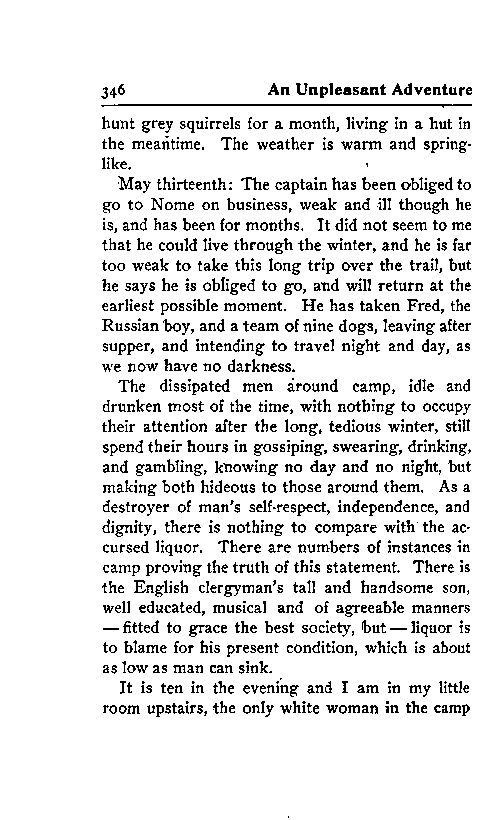 346 An Unpleasant Adventure
hunt grey squirrels for a month, living in a hut in
the meantime. The weather is warm and spring-
like.
May thirteenth: The captain has been obliged to
go to Nome on business, weak and ill though he
is, and has been for months. It did not seem to me
that he could live through the winter, and he is far
too weak to take this long trip over the trail, but
he says he is obliged to go, and will return at the
earliest possible moment. He has taken Fred, the
Russian boy, and a team of nine dogs, leaving after
supper, and intending to travel night and day, as
we now have no darkness.
The dissipated men around camp, idle and
drunken most of the time, with nothing to occupy
their attention after the long, tedious winter, still
spend their hours in gossiping, swearing, drinking,
and gambling, knowing no day and no night, but
making both hideous to those around them. As a
destroyer of man's self-respect, independence, and
dignity, there is nothing to compare with the ac-
cursed liquor. There are numbers of instances in
camp proving the truth of this statement. There is
the English clergyman's tall and handsome son,
well educated, musical and of agreeable manners
— fitted to grace the best society, but — liquor is
to blame for his present condition, which is about
as low as man can sink.
It is ten in the evening and I am in my little
room upstairs, the only white woman in the camp